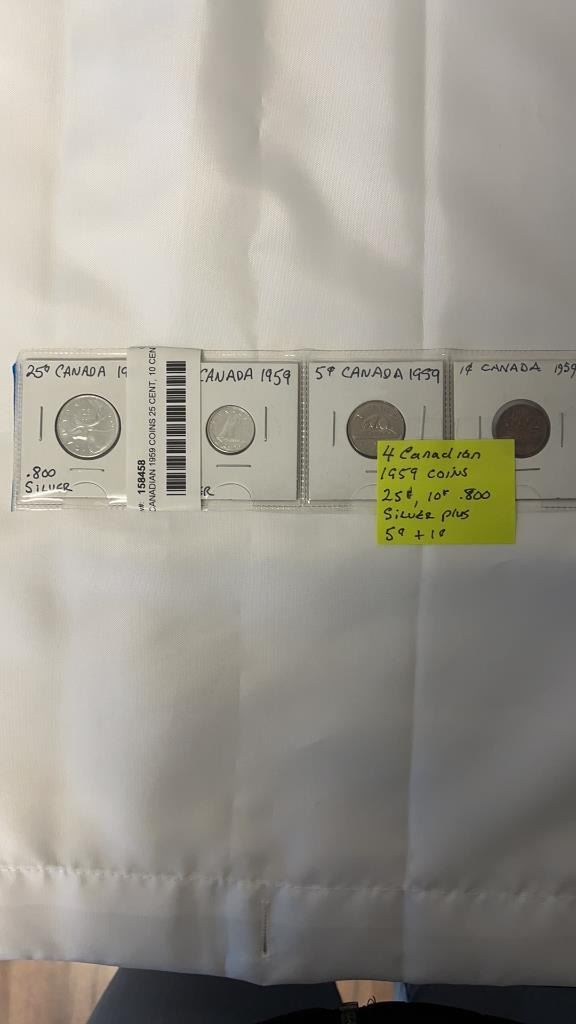 25¢ CANADA 19
.800
SILVER
w# 158458
CANADIAN 1959 COINS 25 CENT, 10 CEN
CANADA 1959
ER
5¢ CANADA 1959
1¢ CANADA 1959
4 Canadian
1959 coins
25¢, 10¢ .800
Silver plus
5¢ + 1¢